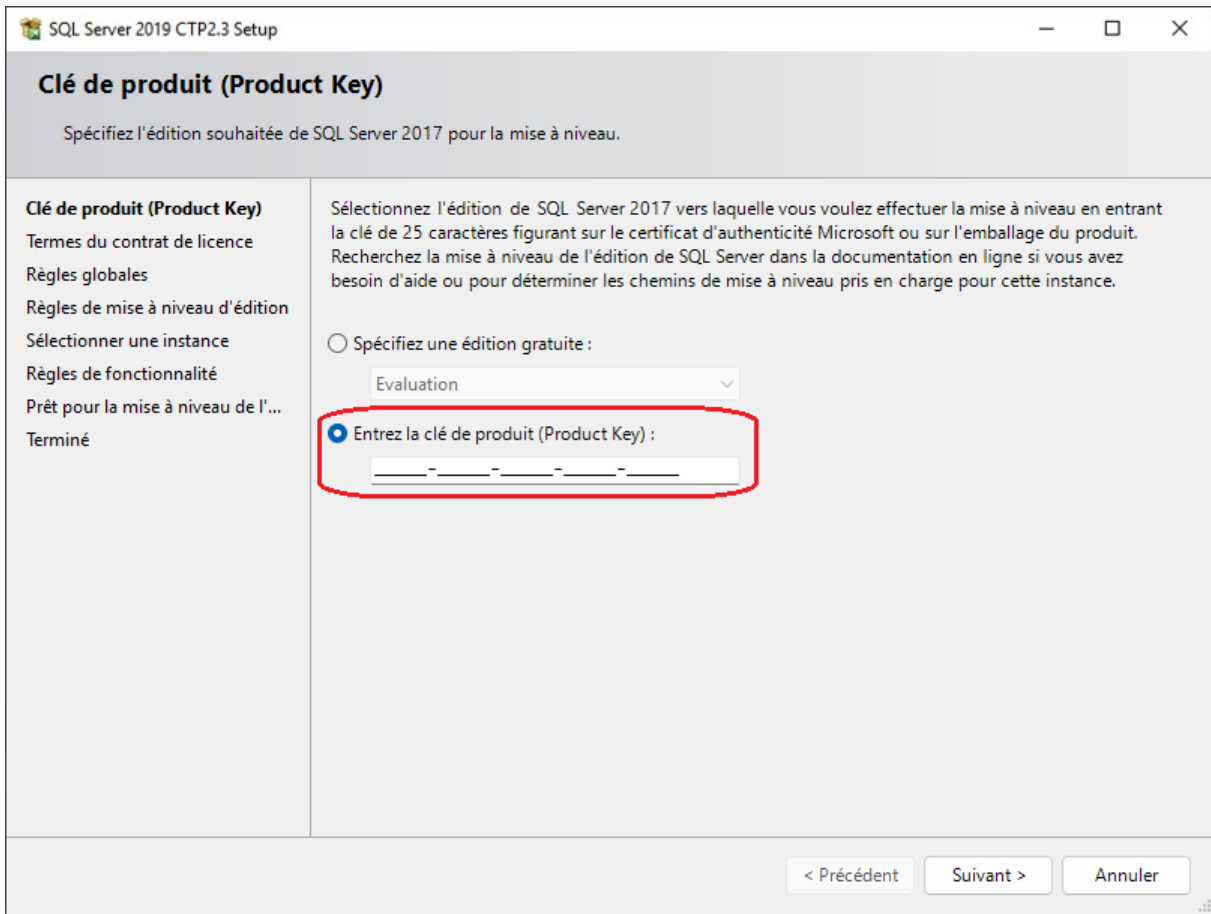 SQL Server 2019 CTP2.3 Setup
Clé de produit (Product Key)
Spécifiez l'édition souhaitée de SQL Server 2017 pour la mise à niveau.
Clé de produit (Product Key)
Termes du contrat de licence
Règles globales
Règles de mise à niveau d'édition
Sélectionner une instance
Règles de fonctionnalité
Prêt pour la mise à niveau de l'...
Terminé
Sélectionnez l'édition de SQL Server 2017 vers laquelle vous voulez effectuer la mise à niveau en entrant
la clé de 25 caractères figurant sur le certificat d'authenticité Microsoft ou sur l'emballage du produit.
Recherchez la mise à niveau de l'édition de SQL Server dans la documentation en ligne si vous avez
besoin d'aide ou pour déterminer les chemins de mise à niveau pris en charge pour cette instance.
Spécifiez une édition gratuite :
Evaluation
Entrez la clé de produit (Product Key) :
_____-_____-_____-_____-_____
< Précédent
Suivant >
Annuler